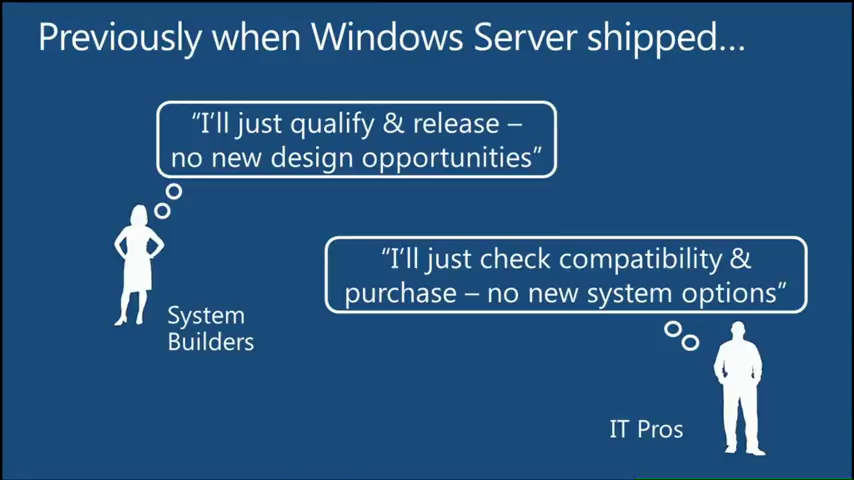 Previously when Windows Server shipped...
“I’ll just qualify & release –
no new design opportunities”
“I’ll just check compatibility &
purchase – no new system options”
System
Builders
IT Pros